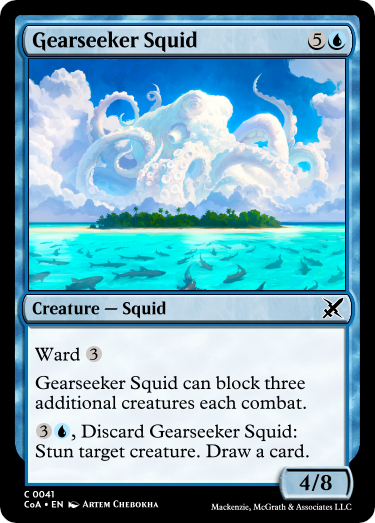 Gearseeker Squid 5
Creature — Squid
Ward 3
Gearseeker Squid can block three
additional creatures each combat.
3, Discard Gearseeker Squid:
Stun target creature. Draw a card.
4/8
C 0041
CoA • EN Artem Chebokha
Mackenzie, McGrath & Associates LLC